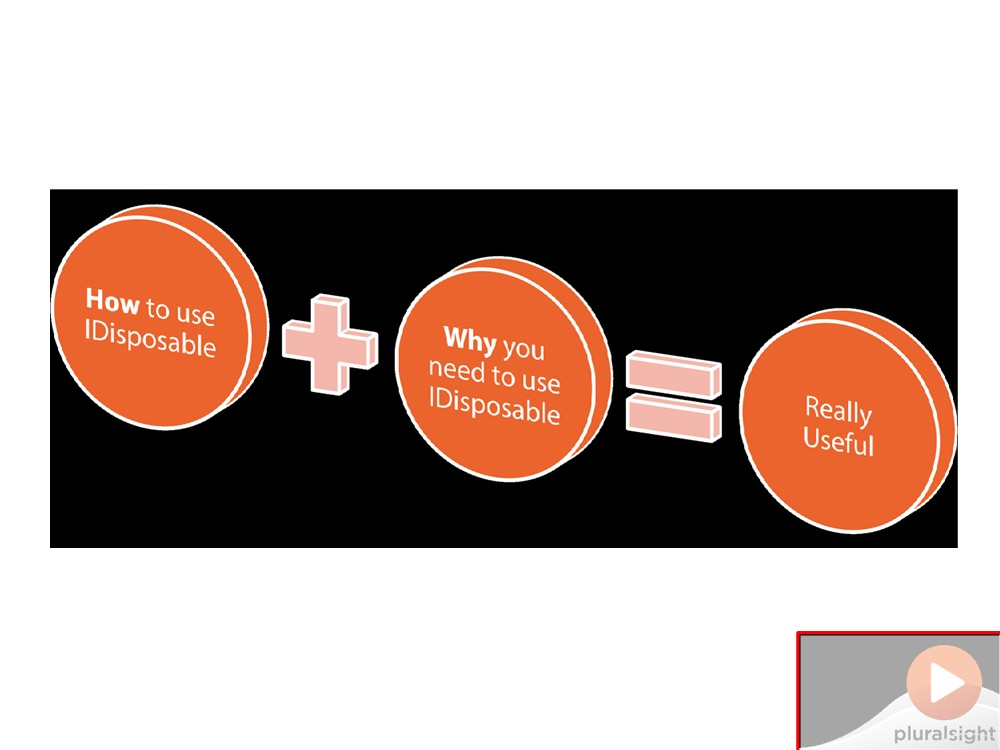 How to use
IDisposable
Why you
need to use
IDisposable
Really
Useful
pluralsight